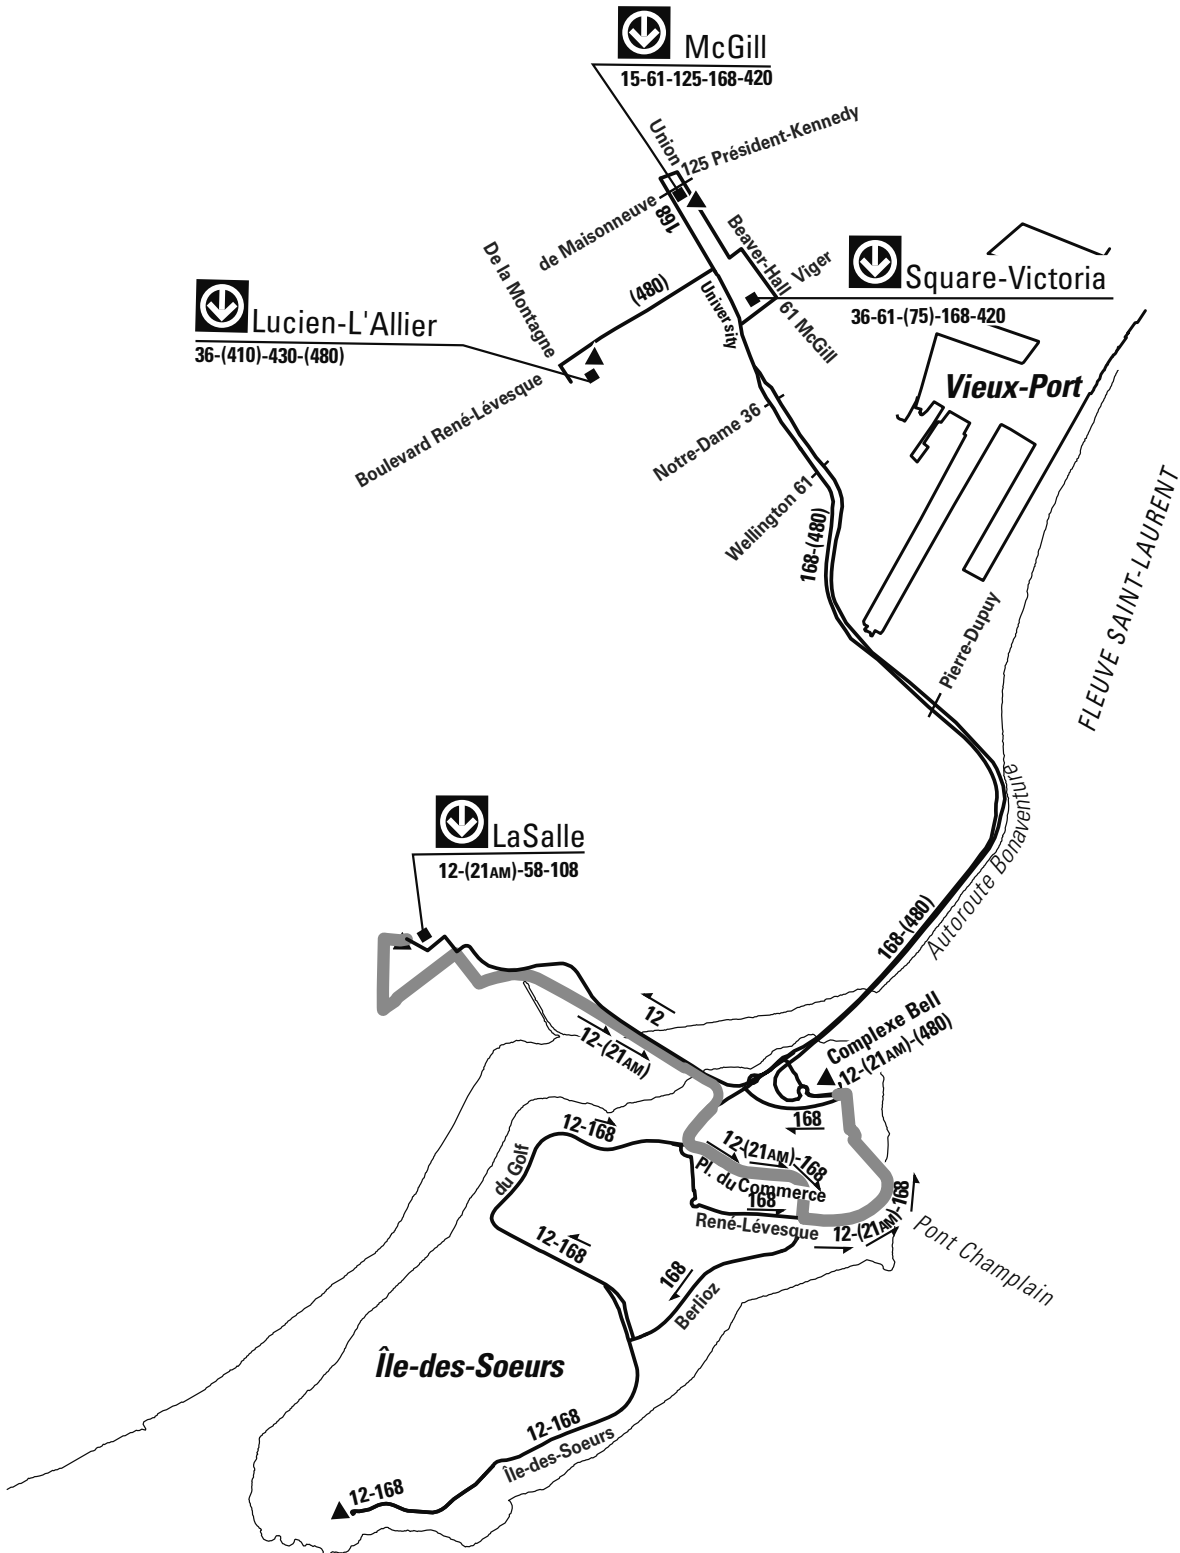 McGill
15-61-125-168-420
Union
125 Président-Kennedy
de Maisonneuve
168
Beaver-Hall
Viger
Square-Victoria
36-61-(75)-168-420
De la Montagne
(480)
University
61 McGill
Lucien-L'Allier
36-(410)-430-(480)
Boulevard René-Lévesque
Vieux-Port
Notre-Dame 36
Wellington 61
168-(480)
FLEUVE SAINT-LAURENT
Pierre-Dupuy
Autoroute Bonaventure
LaSalle
12-(21AM)-58-108
168-(480)
12
12-(21AM)
Complexe Bell
12-(21AM)-(480)
168
12-168
12-(21AM)-168
Pl. du Commerce
du Golf
168
René-Lévesque
12-(21AM)-168
Pont Champlain
12-168
168
Berlioz
Île-des-Soeurs
12-168
Île-des-Soeurs
12-168